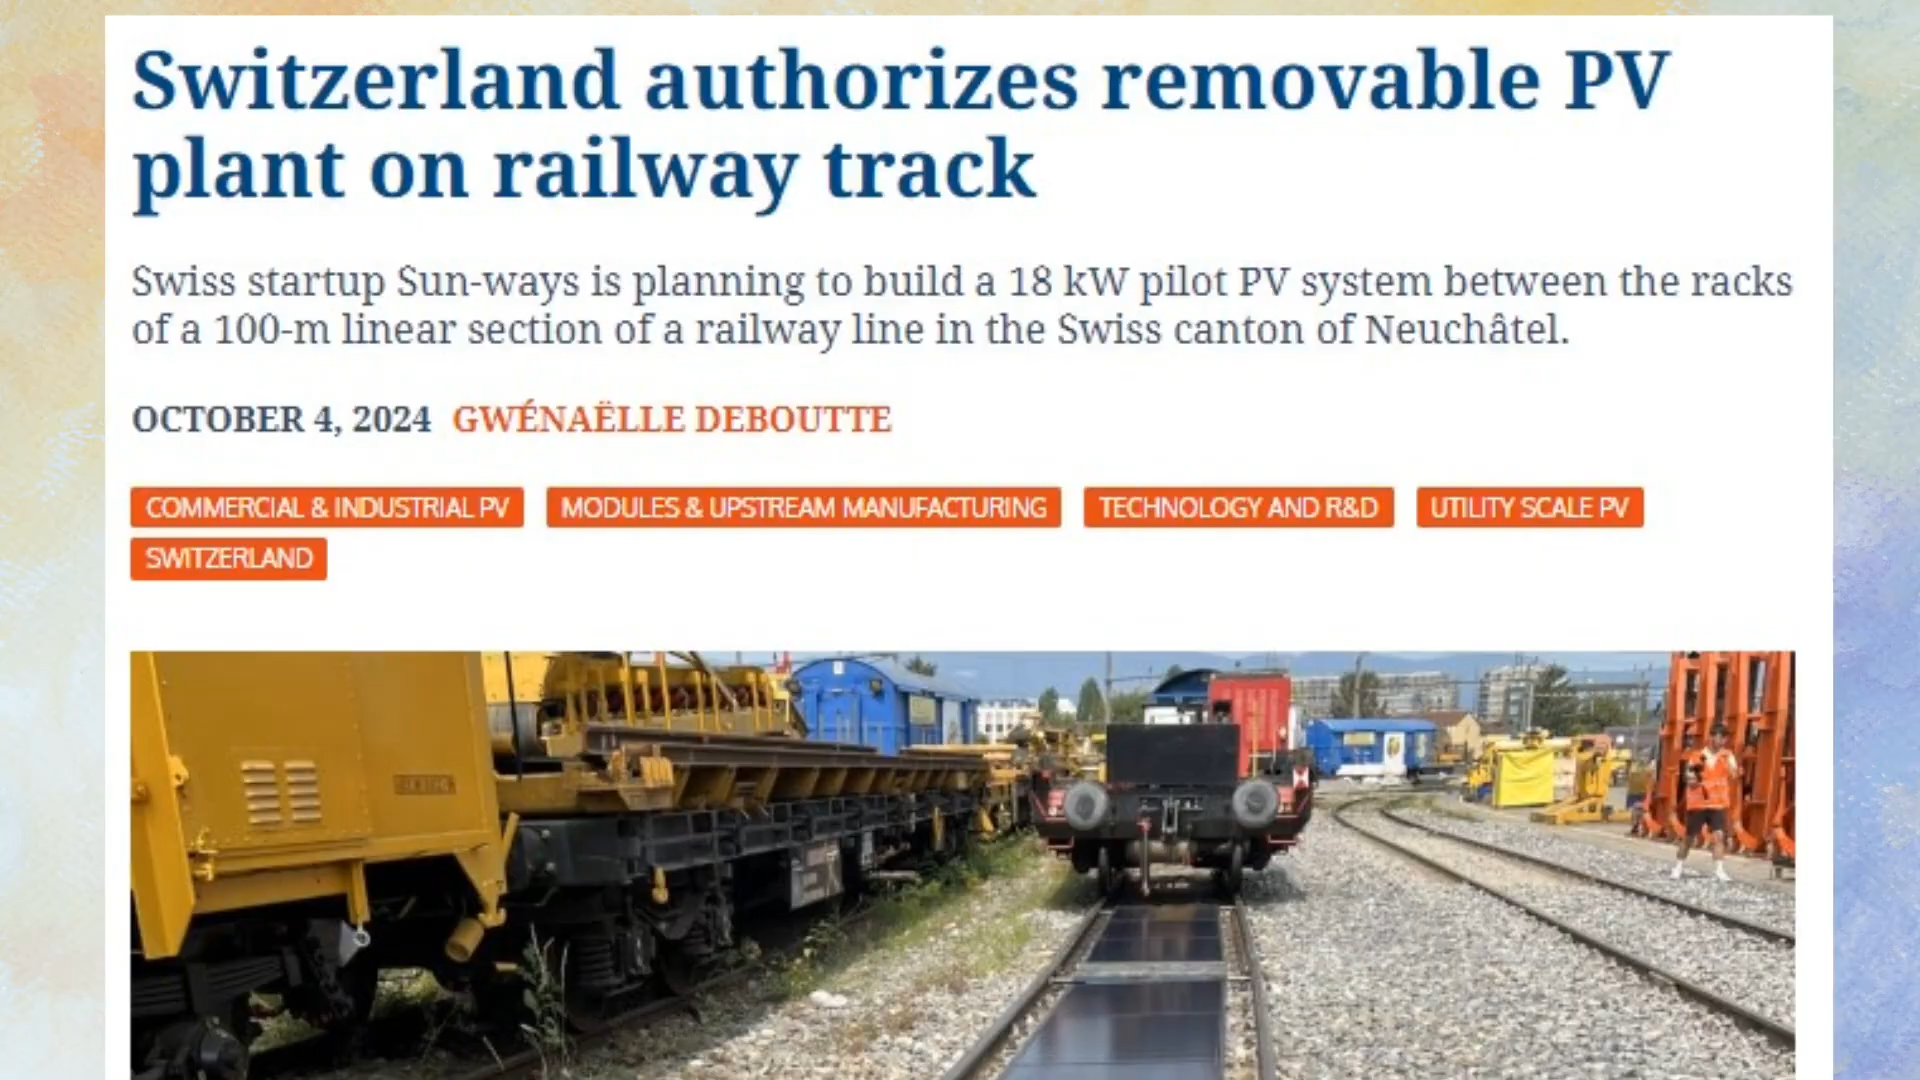 Switzerland authorizes removable PV
plant on railway track
Swiss startup Sun-ways is planning to build a 18 kW pilot PV system between the racks
of a 100-m linear section of a railway line in the Swiss canton of Neuchâtel.
OCTOBER 4, 2024 GWÉNAËLLE DEBOUTTE
COMMERCIAL & INDUSTRIAL PV MODULES & UPSTREAM MANUFACTURING TECHNOLOGY AND R&D UTILITY SCALE PV
SWITZERLAND